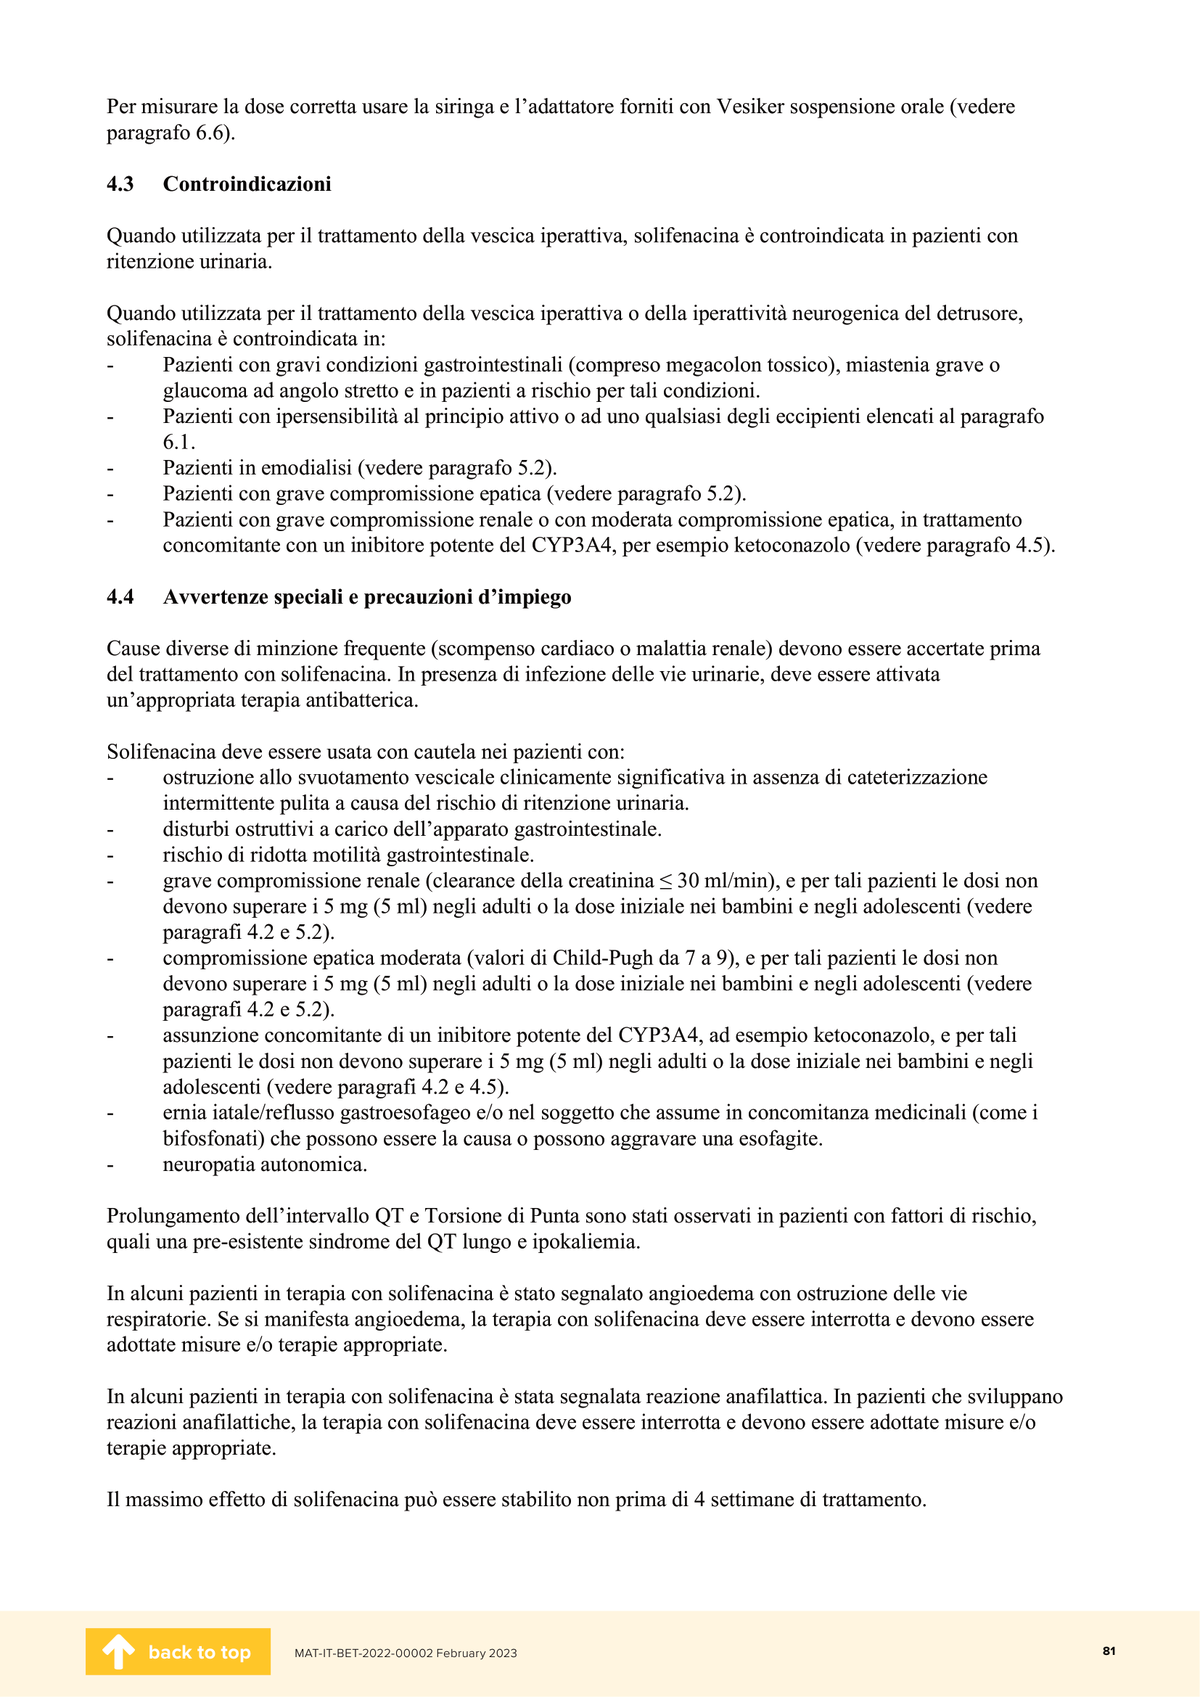 Per misurare la dose corretta usare la siringa e l’adattatore forniti con Vesiker sospensione orale (vedere
paragrafo 6.6).
4.3 Controindicazioni
Quando utilizzata per il trattamento della vescica iperattiva, solifenacina è controindicata in pazienti con
ritenzione urinaria.
Quando utilizzata per il trattamento della vescica iperattiva o della iperattività neurogenica del detrusore,
solifenacina è controindicata in:
- Pazienti con gravi condizioni gastrointestinali (compreso megacolon tossico), miastenia grave o
glaucoma ad angolo stretto e in pazienti a rischio per tali condizioni.
- Pazienti con ipersensibilità al principio attivo o ad uno qualsiasi degli eccipienti elencati al paragrafo
6.1.
- Pazienti in emodialisi (vedere paragrafo 5.2).
- Pazienti con grave compromissione epatica (vedere paragrafo 5.2).
- Pazienti con grave compromissione renale o con moderata compromissione epatica, in trattamento
concomitante con un inibitore potente del CYP3A4, per esempio ketoconazolo (vedere paragrafo 4.5).
4.4 Avvertenze speciali e precauzioni d’impiego
Cause diverse di minzione frequente (scompenso cardiaco o malattia renale) devono essere accertate prima
del trattamento con solifenacina. In presenza di infezione delle vie urinarie, deve essere attivata
un’appropriata terapia antibatterica.
Solifenacina deve essere usata con cautela nei pazienti con:
- ostruzione allo svuotamento vescicale clinicamente significativa in assenza di cateterizzazione
intermittente pulita a causa del rischio di ritenzione urinaria.
- disturbi ostruttivi a carico dell’apparato gastrointestinale.
- rischio di ridotta motilità gastrointestinale.
- grave compromissione renale (clearance della creatinina ≤ 30 ml/min), e per tali pazienti le dosi non
devono superare i 5 mg (5 ml) negli adulti o la dose iniziale nei bambini e negli adolescenti (vedere
paragrafi 4.2 e 5.2).
- compromissione epatica moderata (valori di Child-Pugh da 7 a 9), e per tali pazienti le dosi non
devono superare i 5 mg (5 ml) negli adulti o la dose iniziale nei bambini e negli adolescenti (vedere
paragrafi 4.2 e 5.2).
- assunzione concomitante di un inibitore potente del CYP3A4, ad esempio ketoconazolo, e per tali
pazienti le dosi non devono superare i 5 mg (5 ml) negli adulti o la dose iniziale nei bambini e negli
adolescenti (vedere paragrafi 4.2 e 4.5).
- ernia iatale/reflusso gastroesofageo e/o nel soggetto che assume in concomitanza medicinali (come i
bifosfonati) che possono essere la causa o possono aggravare una esofagite.
- neuropatia autonomica.
Prolungamento dell’intervallo QT e Torsione di Punta sono stati osservati in pazienti con fattori di rischio,
quali una pre-esistente sindrome del QT lungo e ipokaliemia.
In alcuni pazienti in terapia con solifenacina è stato segnalato angioedema con ostruzione delle vie
respiratorie. Se si manifesta angioedema, la terapia con solifenacina deve essere interrotta e devono essere
adottate misure e/o terapie appropriate.
In alcuni pazienti in terapia con solifenacina è stata segnalata reazione anafilattica. In pazienti che sviluppano
reazioni anafilattiche, la terapia con solifenacina deve essere interrotta e devono essere adottate misure e/o
terapie appropriate.
Il massimo effetto di solifenacina può essere stabilito non prima di 4 settimane di trattamento.
back to top MAT-IT-BET-2022-00002 February 2023 81